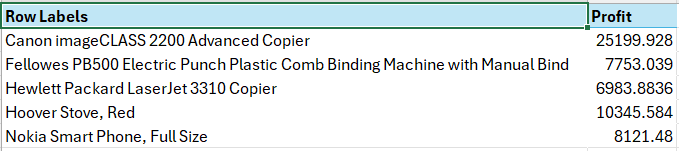 Row Labels Profit
Canon imageCLASS 2200 Advanced Copier 25199.928
Fellowes PB500 Electric Punch Plastic Comb Binding Machine with Manual Bind 7753.039
Hewlett Packard LaserJet 3310 Copier 6983.8836
Hoover Stove, Red 10345.584
Nokia Smart Phone, Full Size 8121.48